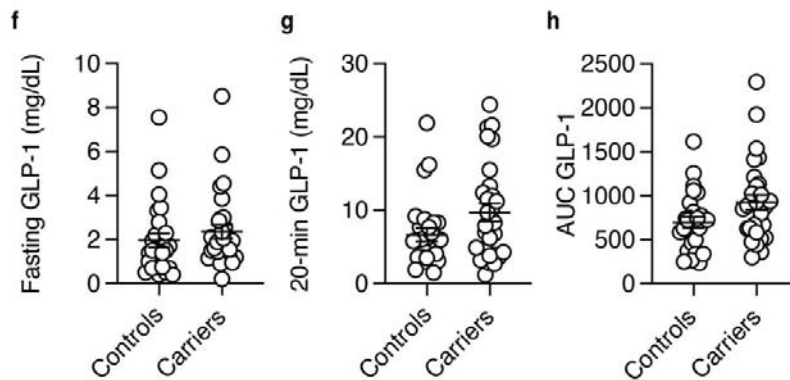 f
Fasting GLP-1 (mg/dL)
10
8
6
4
2
0
Controls
Carriers
g
20-min GLP-1 (mg/dL)
30
20
10
0
Controls
Carriers
h
AUC GLP-1
2500
2000
1500
1000
500
0
Controls
Carriers